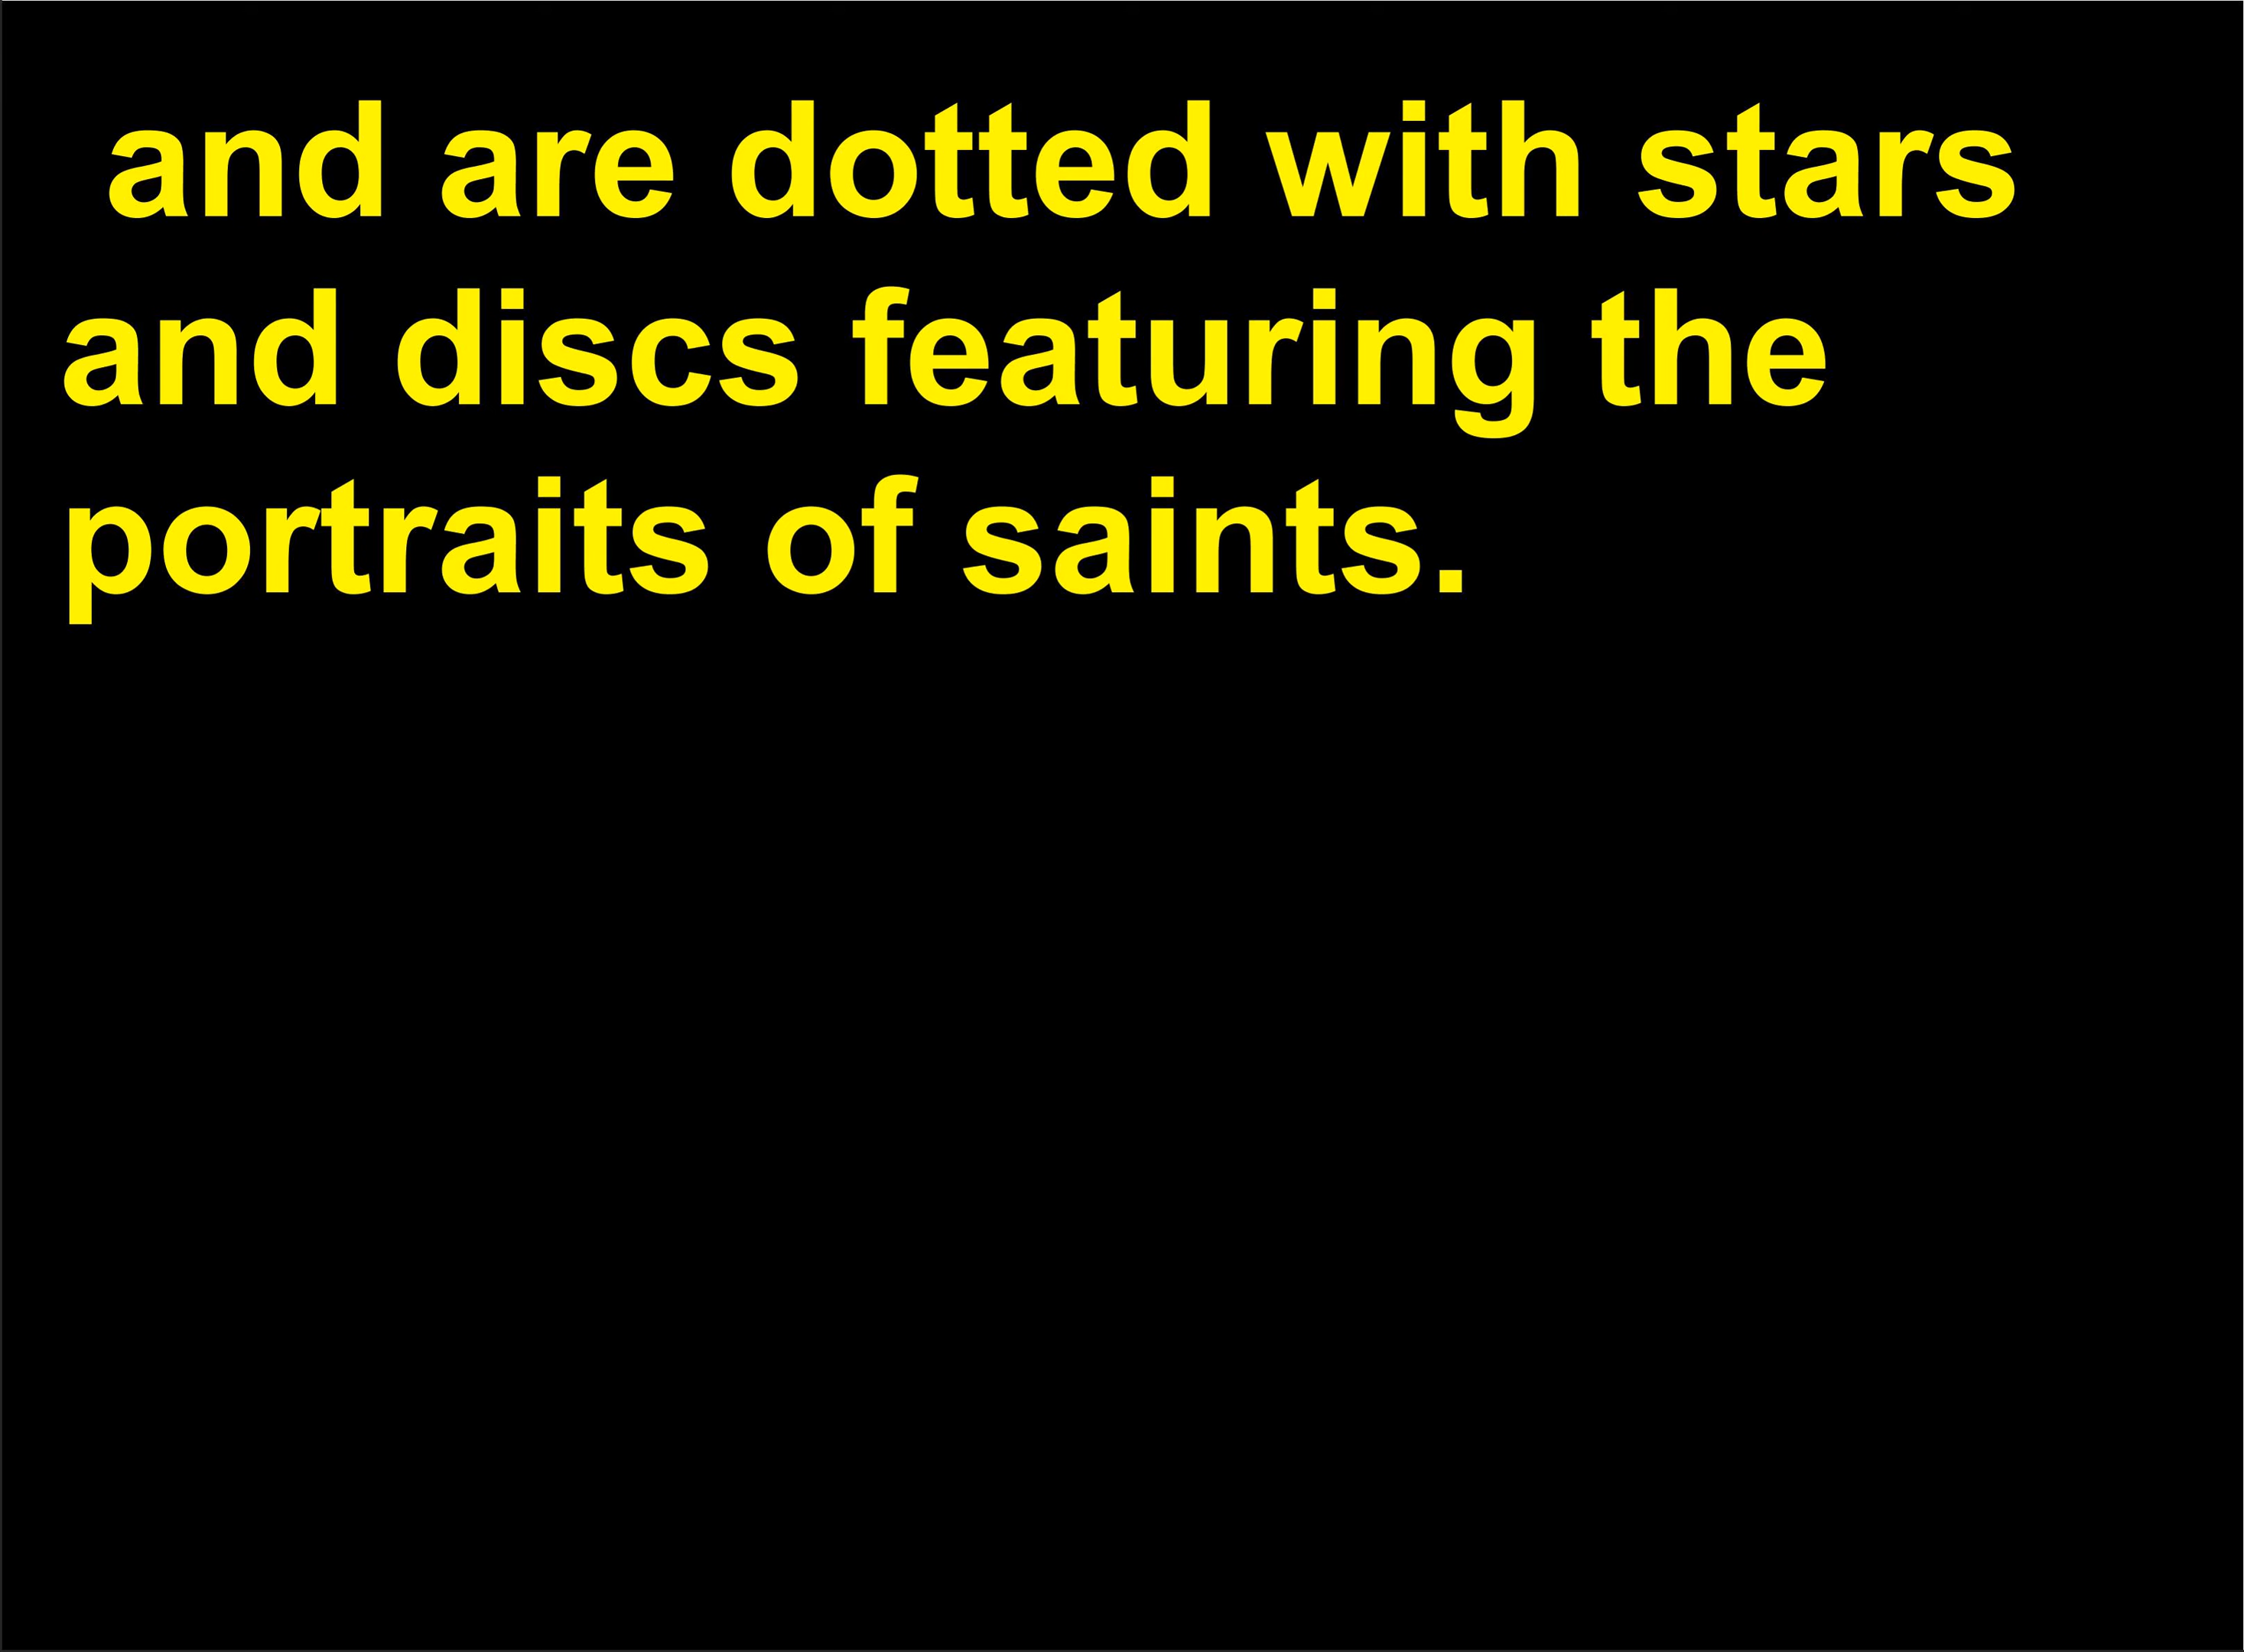 and are dotted with stars
and discs featuring the
portraits of saints.